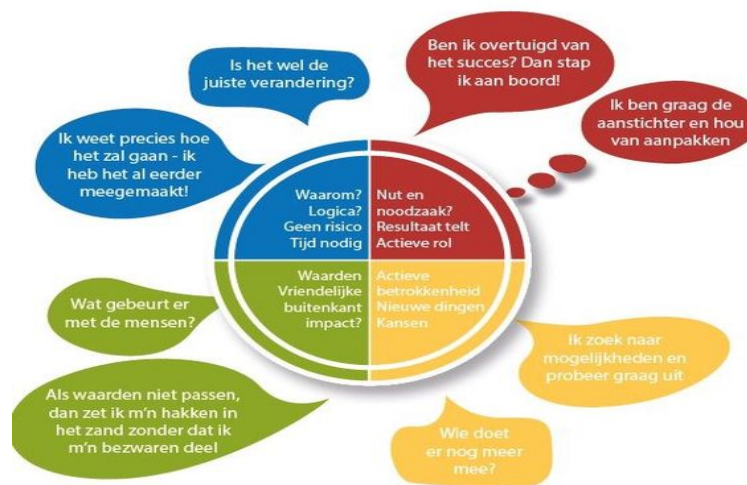 Is het wel de
juiste verandering?
Ben ik overtuigd van
het succes? Dan stap
ik aan boord!
Ik weet precies hoe
het zal gaan - ik
heb het al eerder
meegemaakt!
Ik ben graag de
aanstichter en hou
van aanpakken
Waarom?
Logica?
Geen risico
Tijd nodig
Nut en
noodzaak?
Resultaat telt
Actieve rol
Waarden
Vriendelijke
buitenkant
impact?
Actieve
betrokkenheid
Nieuwe dingen
Kansen
Wat gebeurt er
met de mensen?
Ik zoek naar
mogelijkheden en
probeer graag uit
Als waarden niet passen,
dan zet ik m'n hakken in
het zand zonder dat ik
m'n bezwaren deel
Wie doet
er nog meer
mee?